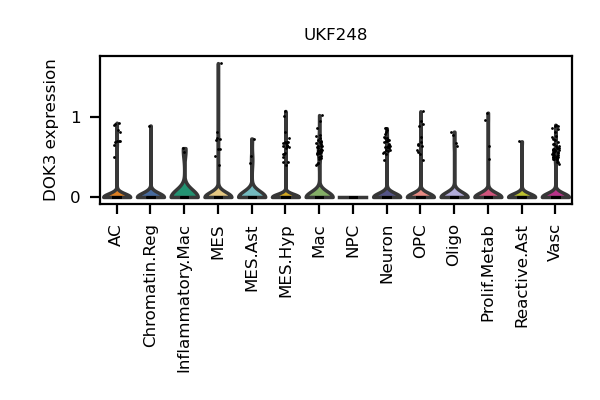 UKF248
DOK3 expression
1
0
AC
Chromatin.Reg
Inflammatory.Mac
MES
MES.Ast
MES.Hyp
Mac
NPC
Neuron
OPC
Oligo
Prolif.Metab
Reactive.Ast
Vasc